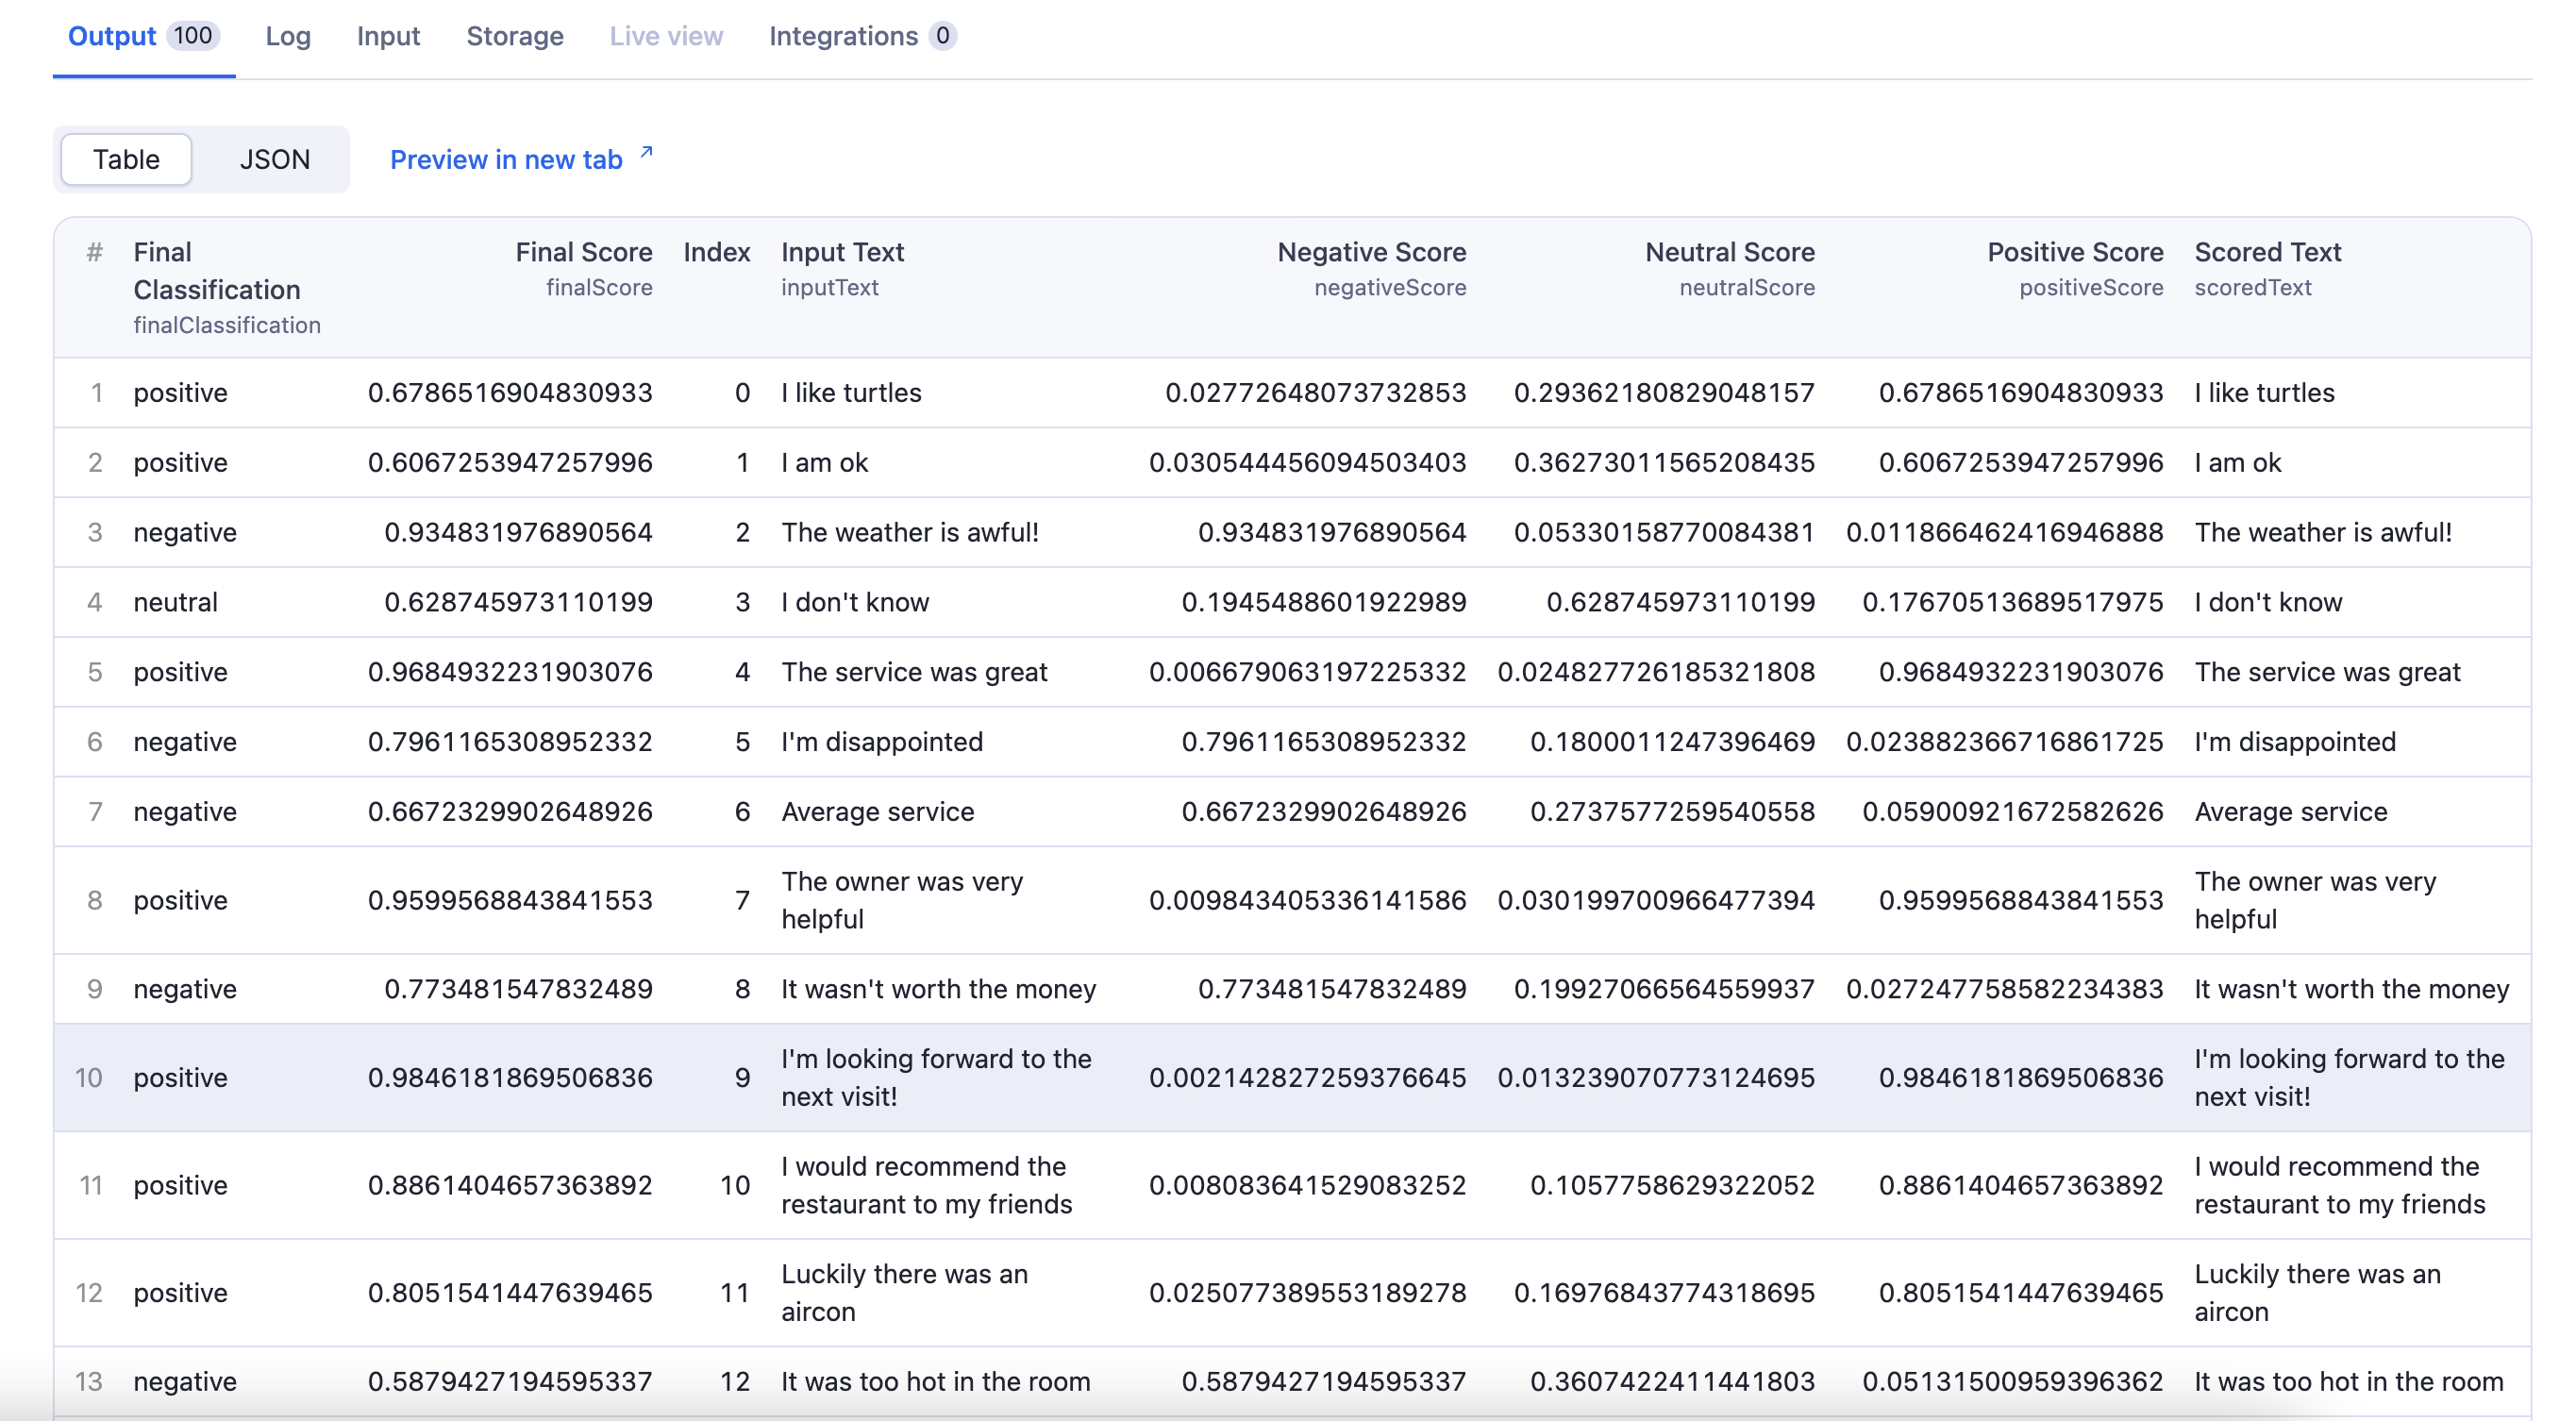 Output 100 Log Input Storage Live view Integrations 0
Table JSON Preview in new tab ↗
# Final Classification finalClassification Final Score finalScore Index Input Text inputText Negative Score negativeScore Neutral Score neutralScore Positive Score positiveScore Scored Text scoredText
1 positive 0.6786516904830933 0 I like turtles 0.02772648073732853 0.29362180829048157 0.6786516904830933 I like turtles
2 positive 0.6067253947257996 1 I am ok 0.030544456094503403 0.36273011565208435 0.6067253947257996 I am ok
3 negative 0.934831976890564 2 The weather is awful! 0.934831976890564 0.05330158770084381 0.011866462416946888 The weather is awful!
4 neutral 0.628745973110199 3 I don't know 0.1945488601922989 0.628745973110199 0.17670513689517975 I don't know
5 positive 0.9684932231903076 4 The service was great 0.006679063197225332 0.024827726185321808 0.9684932231903076 The service was great
6 negative 0.7961165308952332 5 I'm disappointed 0.7961165308952332 0.1800011247396469 0.023882366716861725 I'm disappointed
7 negative 0.6672329902648926 6 Average service 0.6672329902648926 0.2737577259540558 0.05900921672582626 Average service
8 positive 0.9599568843841553 7 The owner was very helpful 0.009843405336141586 0.030199700966477394 0.9599568843841553 The owner was very helpful
9 negative 0.773481547832489 8 It wasn't worth the money 0.773481547832489 0.19927066564559937 0.027247758582234383 It wasn't worth the money
10 positive 0.9846181869506836 9 I'm looking forward to the next visit! 0.002142827259376645 0.013239070773124695 0.9846181869506836 I'm looking forward to the next visit!
11 positive 0.8861404657363892 10 I would recommend the restaurant to my friends 0.008083641529083252 0.1057758629322052 0.8861404657363892 I would recommend the restaurant to my friends
12 positive 0.8051541447639465 11 Luckily there was an aircon 0.025077389553189278 0.16976843774318695 0.8051541447639465 Luckily there was an aircon
13 negative 0.5879427194595337 12 It was too hot in the room 0.5879427194595337 0.3607422411441803 0.05131500959396362 It was too hot in the room